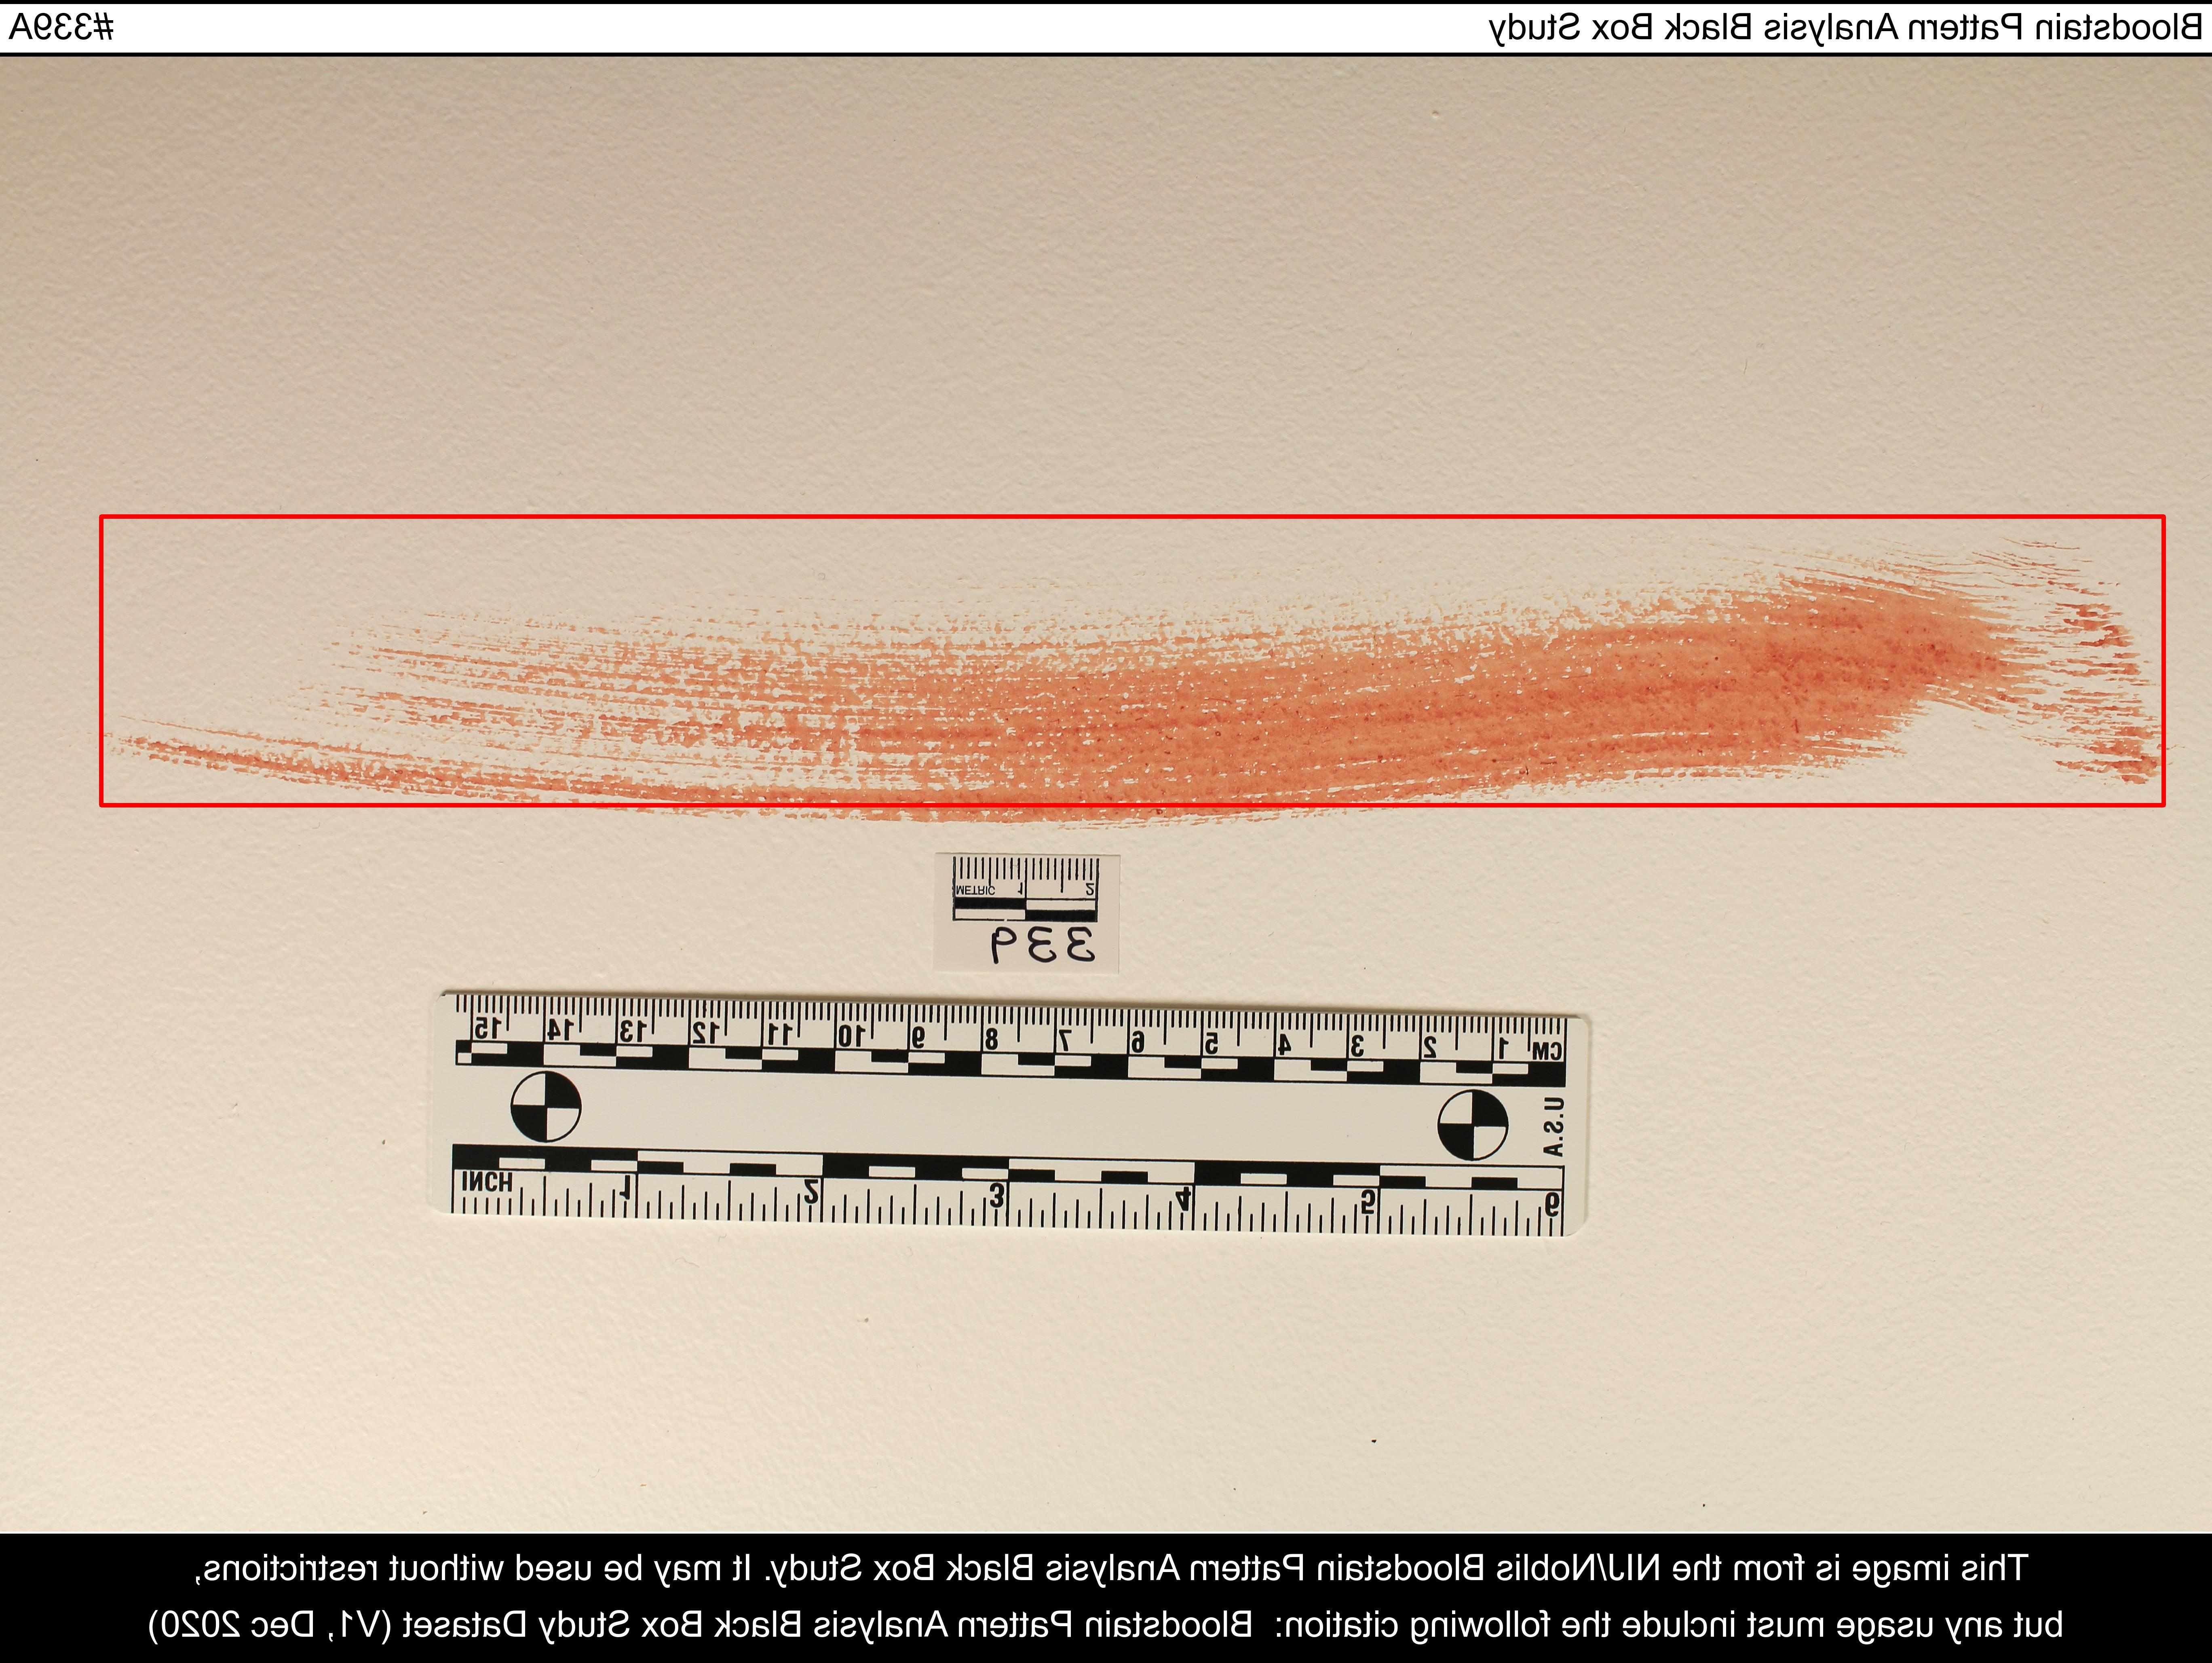 Bloodstain Pattern Analysis Black Box Study #339A
METRIC 1 2
339
CM 1 2 3 4 5 6 7 8 9 10 11 12 13 14 15
U.S.A
INCH 1 2 3 4 5 6
This image is from the NIJ/Noblis Bloodstain Pattern Analysis Black Box Study. It may be used without restrictions,
but any usage must include the following citation: Bloodstain Pattern Analysis Black Box Study Dataset (V1, Dec 2020)